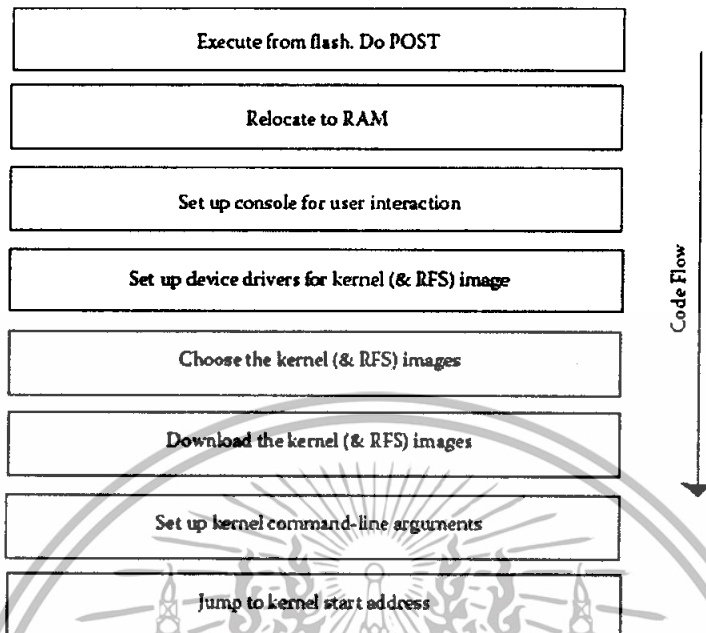 Execute from flash. Do POST
Relocate to RAM
Set up console for user interaction
Set up device drivers for kernel (& RFS) image
Choose the kernel (& RFS) images
Download the kernel (& RFS) images
Set up kernel command-line arguments
Jump to kernel start address
Code Flow